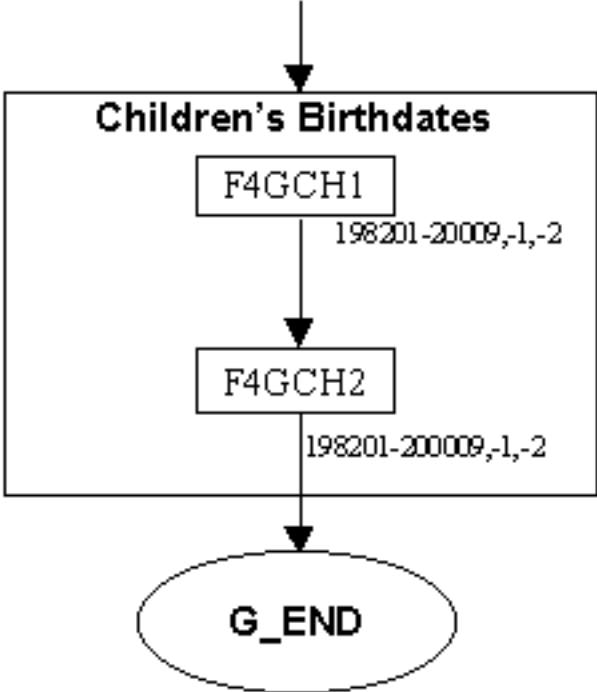 Children's Birthdates
F4GCH1
198201-20009,-1,-2
F4GCH2
198201-200009,-1,-2
G_END